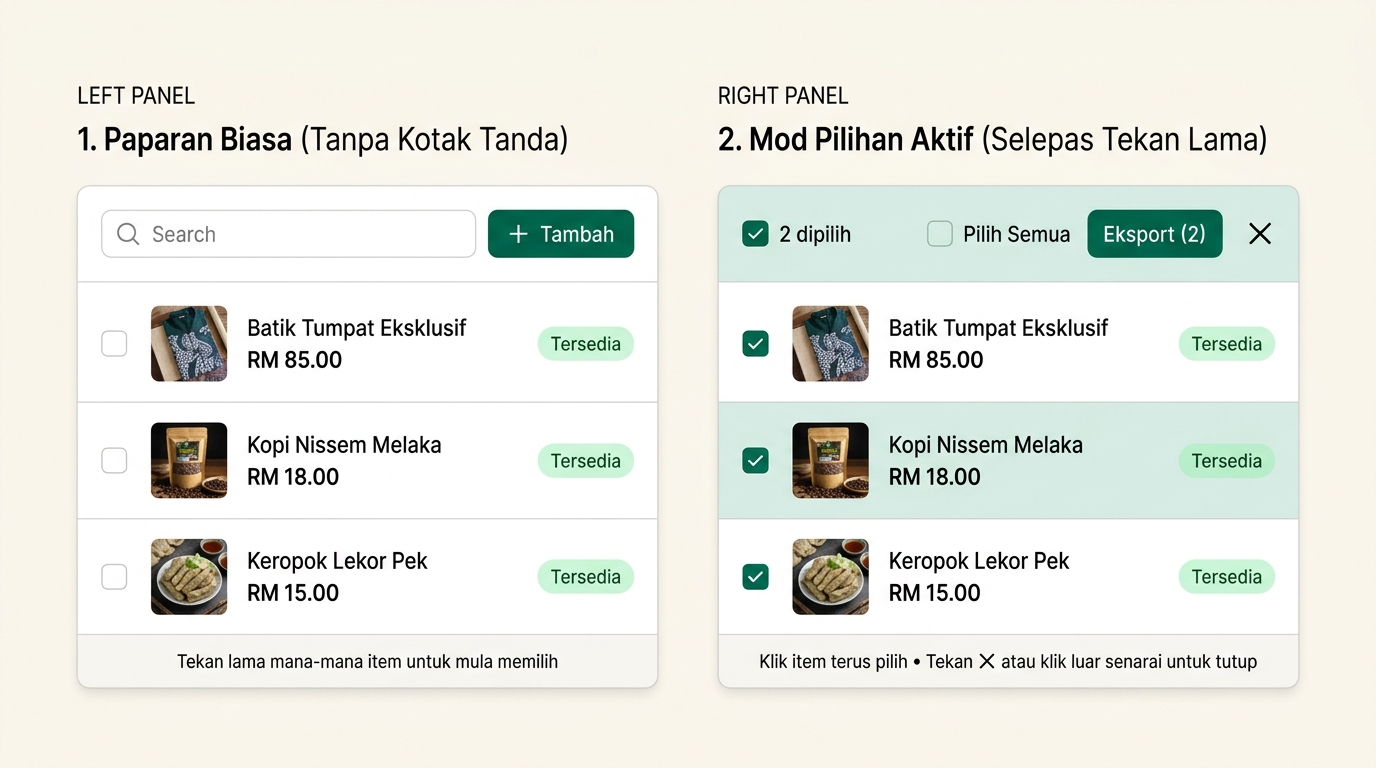 LEFT PANEL
1. Paparan Biasa (Tanpa Kotak Tanda)
Search
+ Tambah
Batik Tumpat Eksklusif
RM 85.00
Tersedia
Kopi Nissem Melaka
RM 18.00
Tersedia
Keropok Lekor Pek
RM 15.00
Tersedia
Tekan lama mana-mana item untuk mula memilih
RIGHT PANEL
2. Mod Pilihan Aktif (Selepas Tekan Lama)
2 dipilih
Pilih Semua
Eksport (2)
Batik Tumpat Eksklusif
RM 85.00
Tersedia
Kopi Nissem Melaka
RM 18.00
Tersedia
Keropok Lekor Pek
RM 15.00
Tersedia
Klik item terus pilih • Tekan ✕ atau klik luar senarai untuk tutup